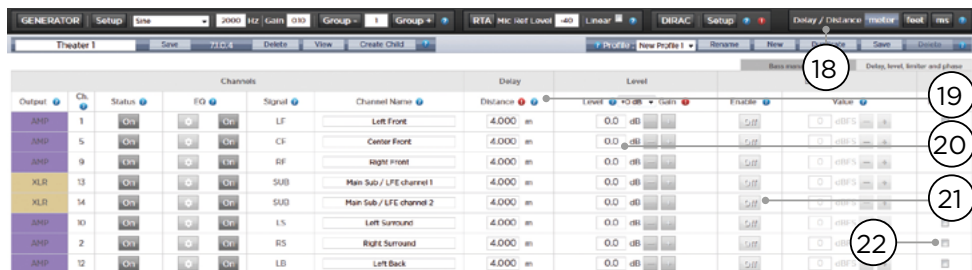 GENERATOR Setup Sine 2000 Hz Gain 0.10 Group - 1 Group + RTA Mic Ref Level -40 Linear DIRAC Setup Delay / Distance meter foot ms
Theater 1 Save Delete View Create Child Profile New Profile 1 Rename New Save Delete
18
Delay, level, limiter and phase
Channels Delay Level
19
Output Ch. Status EQ Signal Channel Name Distance Level +0 dB Gain Enable Value
AMP 1 On On LF Left Front 4.000 m 0.0 dB Off 0 dBFS - +
20
AMP 5 On On CF Center Front 4.000 m 0.0 dB Off 0 dBFS - +
AMP 9 On On RF Right Front 4.000 m 0.0 dB Off 0 dBFS - +
XLR 13 On On SUB Main Sub / LFE channel 1 4.000 m 0.0 dB Off 0 dBFS - +
21
XLR 14 On On SUB Main Sub / LFE channel 2 4.000 m 0.0 dB Off 0 dBFS - +
AMP 10 On On LS Left Surround 4.000 m 0.0 dB Off 0 dBFS
22
AMP 2 On On RS Right Surround 4.000 m 0.0 dB Off 0
AMP 12 On On LB Left Back 4.000 m 0.0 dB Off 0 dBFS - +